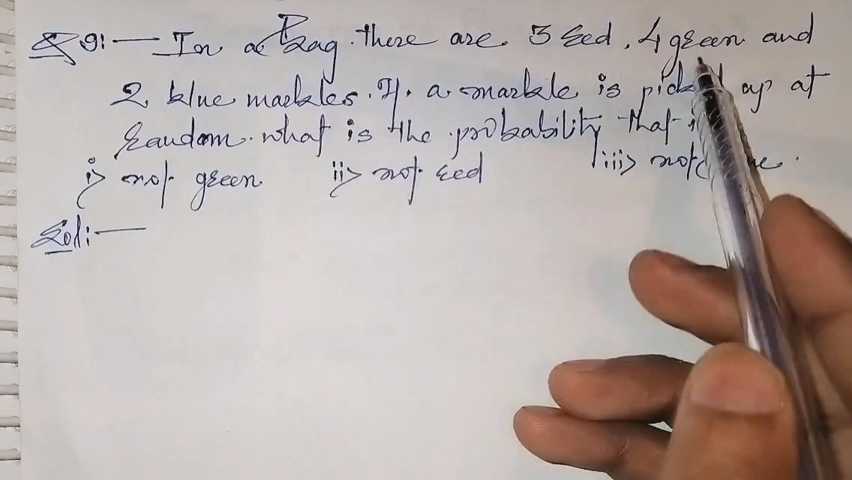 Q 9:— In a Bag. there are 3 red, 4 green and
2 blue marbles. If a marble is picked up at
random. what is the probability that i
i> not green ii> not red iii> not
Sol:—